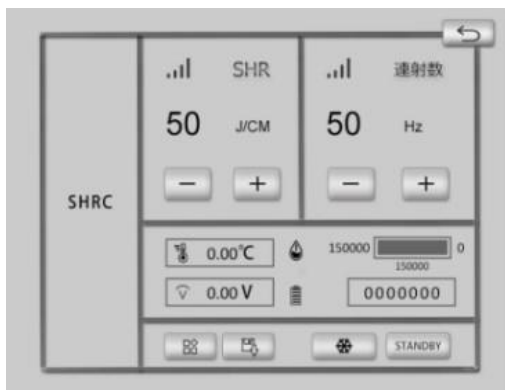 SHRC
SHR
50 J/CM
− +
連射数
50 Hz
− +
0.00℃
0.00 V
150000 0
150000
0000000
STANDBY